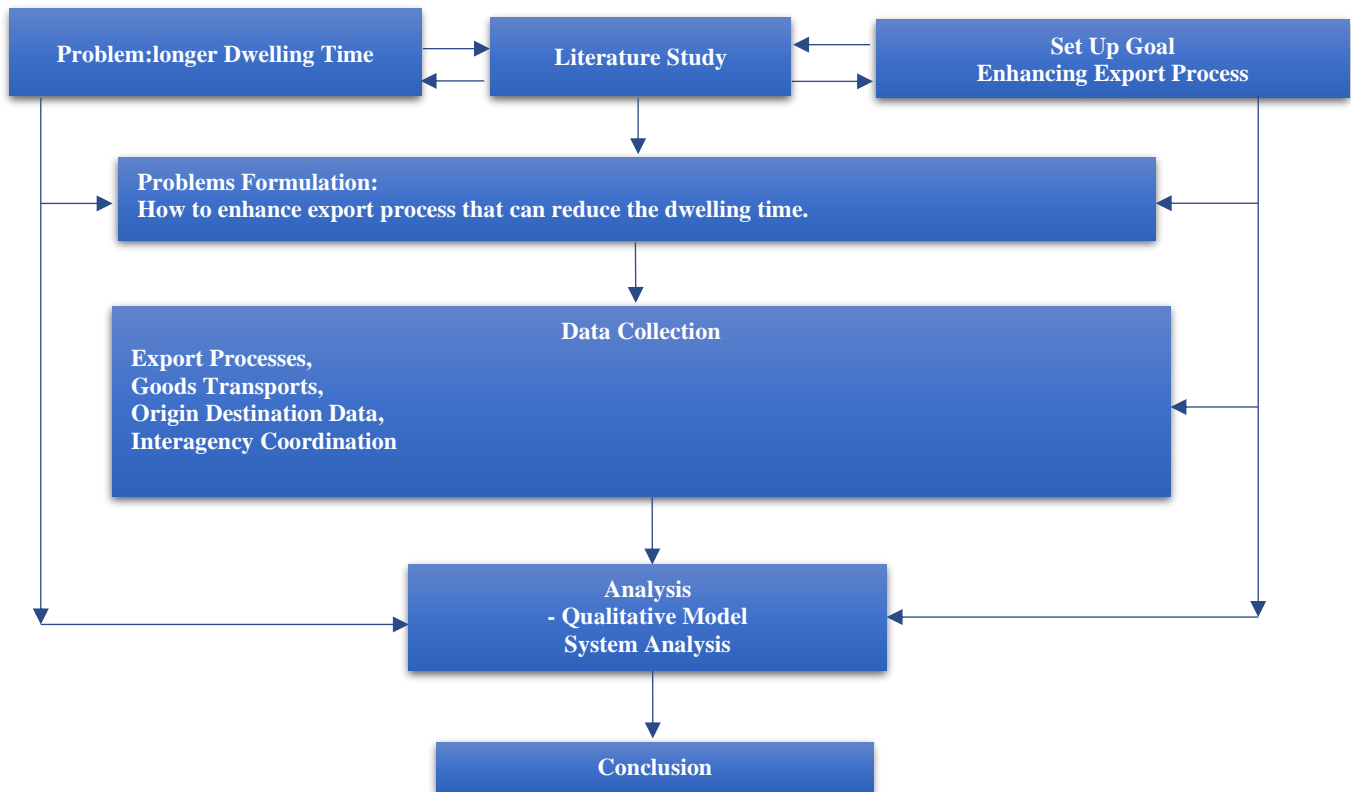 Problem:longer Dwelling Time
Literature Study
Set Up Goal
Enhancing Export Process
Problems Formulation:
How to enhance export process that can reduce the dwelling time.
Data Collection
Export Processes,
Goods Transports,
Origin Destination Data,
Interagency Coordination
Analysis
- Qualitative Model
System Analysis
Conclusion